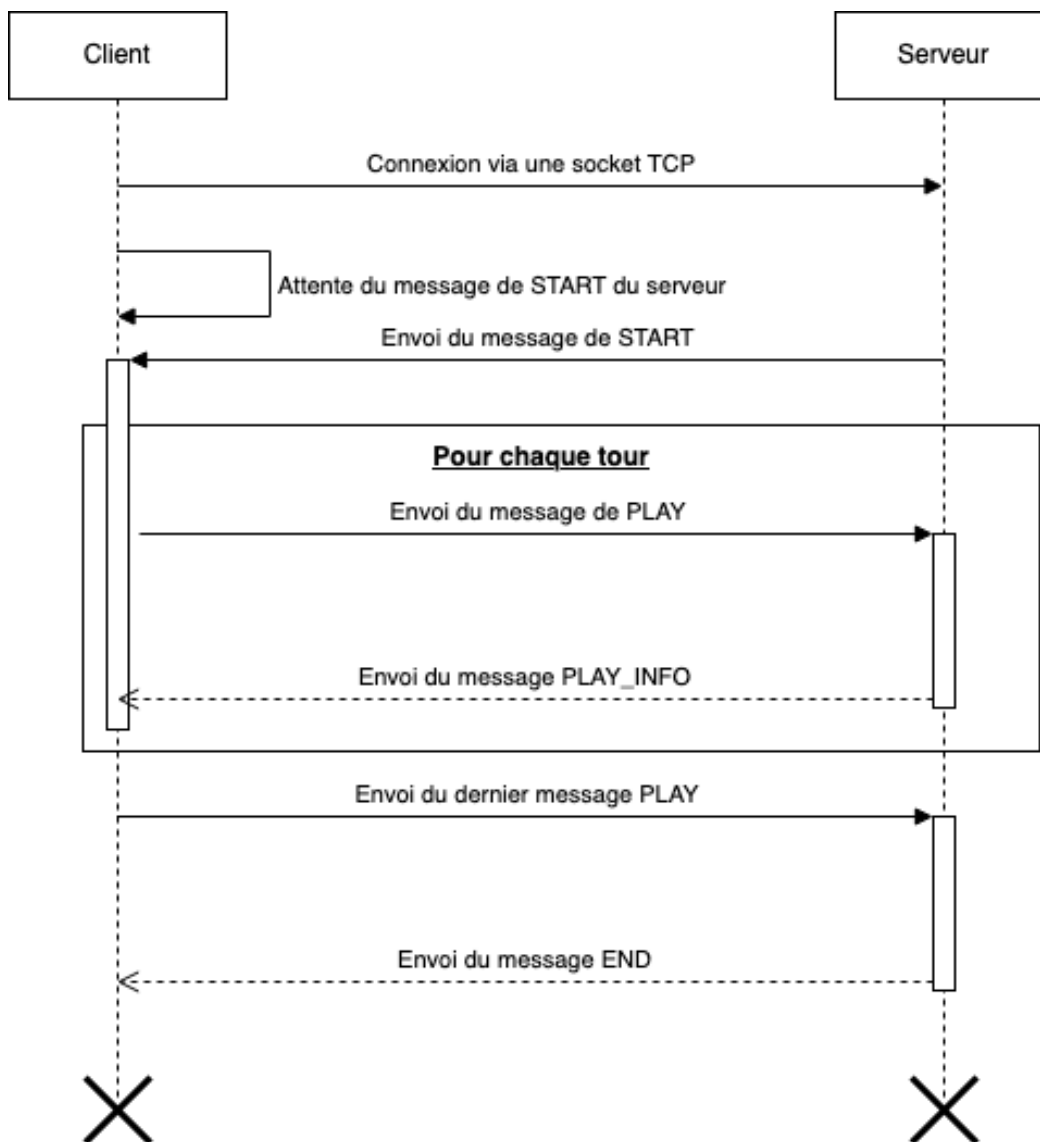 Client
Serveur
Connexion via une socket TCP
Attente du message de START du serveur
Envoi du message de START
Pour chaque tour
Envoi du message de PLAY
Envoi du message PLAY_INFO
Envoi du dernier message PLAY
Envoi du message END